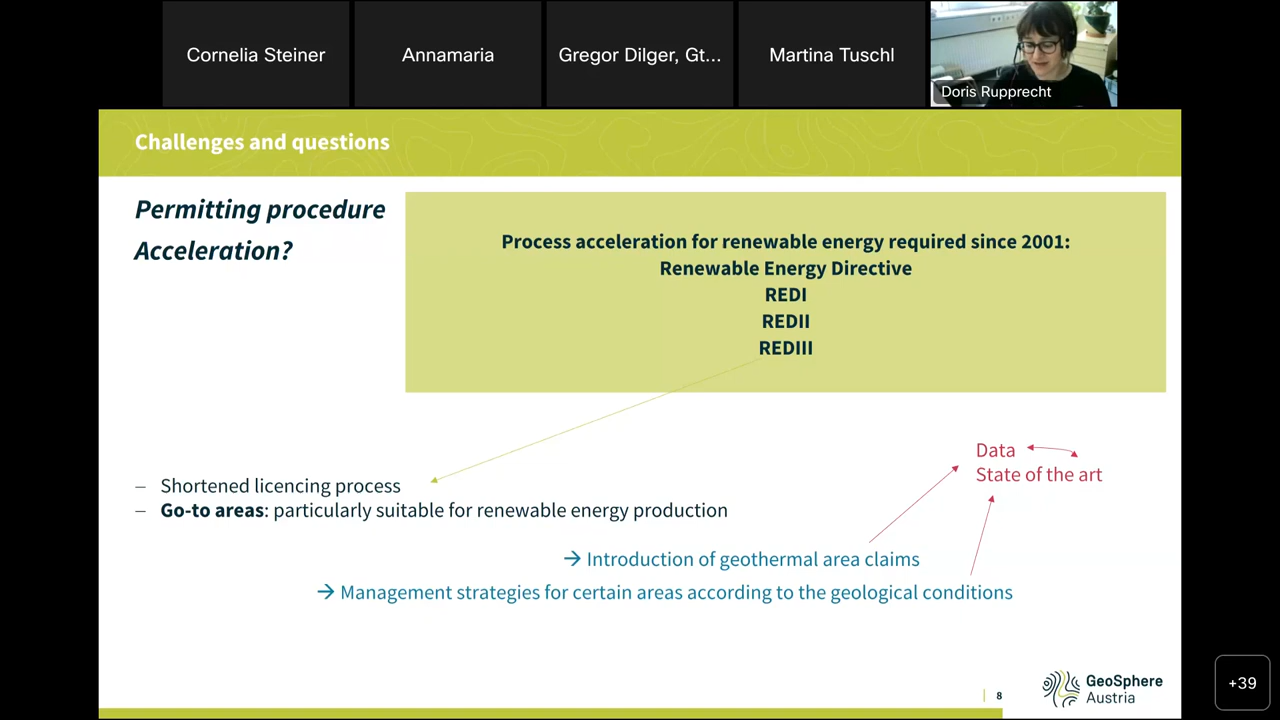 Cornelia Steiner
Annamaria
Gregor Dilger, Gt...
Martina Tuschl
Doris Rupprecht
Challenges and questions
Permitting procedure
Acceleration?
Process acceleration for renewable energy required since 2001:
Renewable Energy Directive
REDI
REDII
REDIII
Data
State of the art
– Shortened licencing process
– Go-to areas: particularly suitable for renewable energy production
→ Introduction of geothermal area claims
→ Management strategies for certain areas according to the geological conditions
8
GeoSphere
Austria
+39